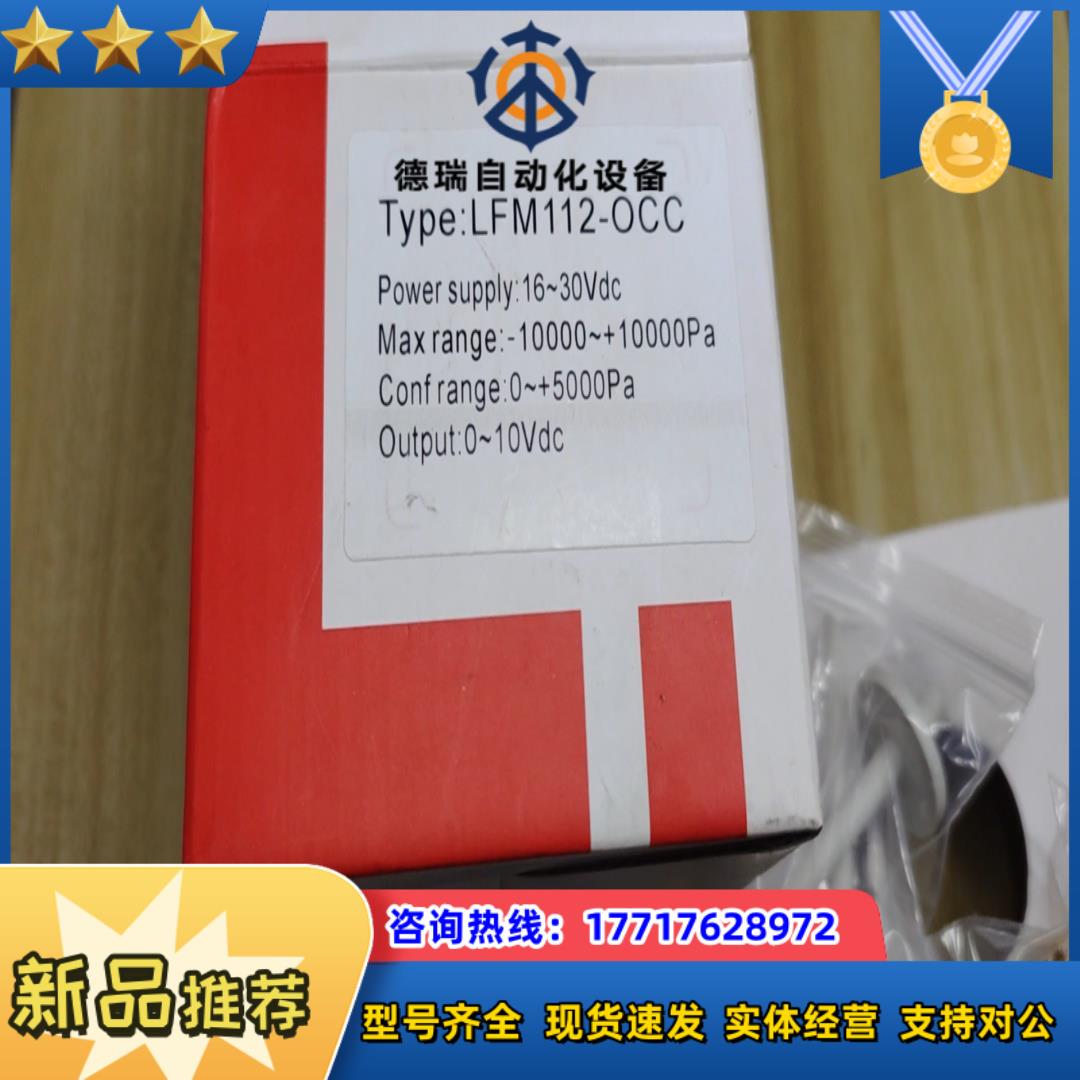 德瑞自动化设备
Type:LFM112-OCC
Power supply:16~30Vdc
Max range:-10000~+10000Pa
Conf range:0~+5000Pa
Output:0~10Vdc
咨询热线：17717628972
新品推荐
型号齐全 现货速发 实体经营 支持对公